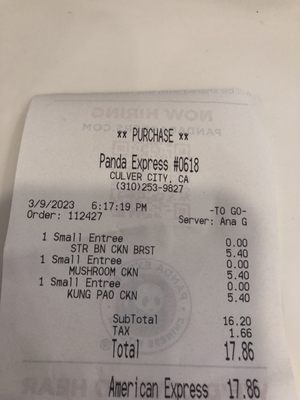 ** PURCHASE **
Panda Express #0618
CULVER CITY, CA
(310)253-9827
3/9/2023 6:17:19 PM -TO GO-
Order: 112427 Server: Ana G
1 Small Entree 0.00
STR BN CKN BRST 5.40
1 Small Entree 0.00
MUSHROOM CKN 5.40
1 Small Entree 0.00
KUNG PAO CKN 5.40
SubTotal 16.20
TAX 1.66
Total 17.86
American Express 17.86